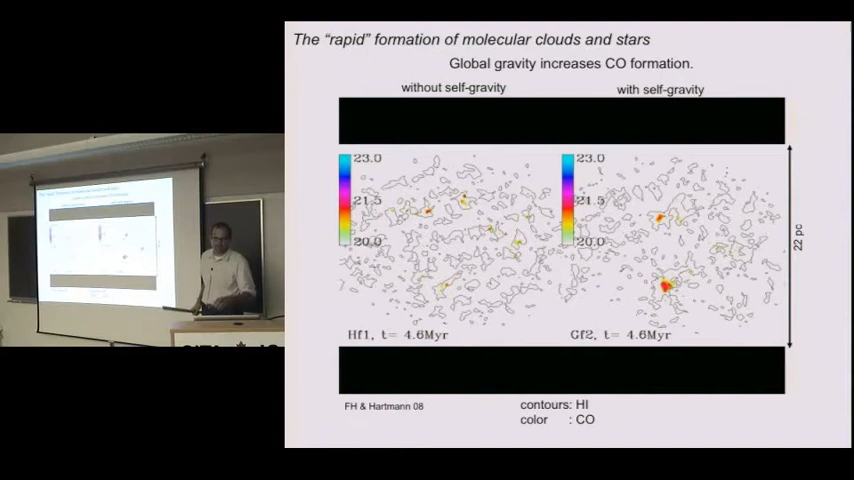 The "rapid" formation of molecular clouds and stars
Global gravity increases CO formation.
without self-gravity
with self-gravity
23.0
23.0
21.5
21.5
20.0
20.0
22 pc
Hf1, t= 4.6Myr
Gf2, t= 4.6Myr
FH & Hartmann 08
contours: HI
color : CO